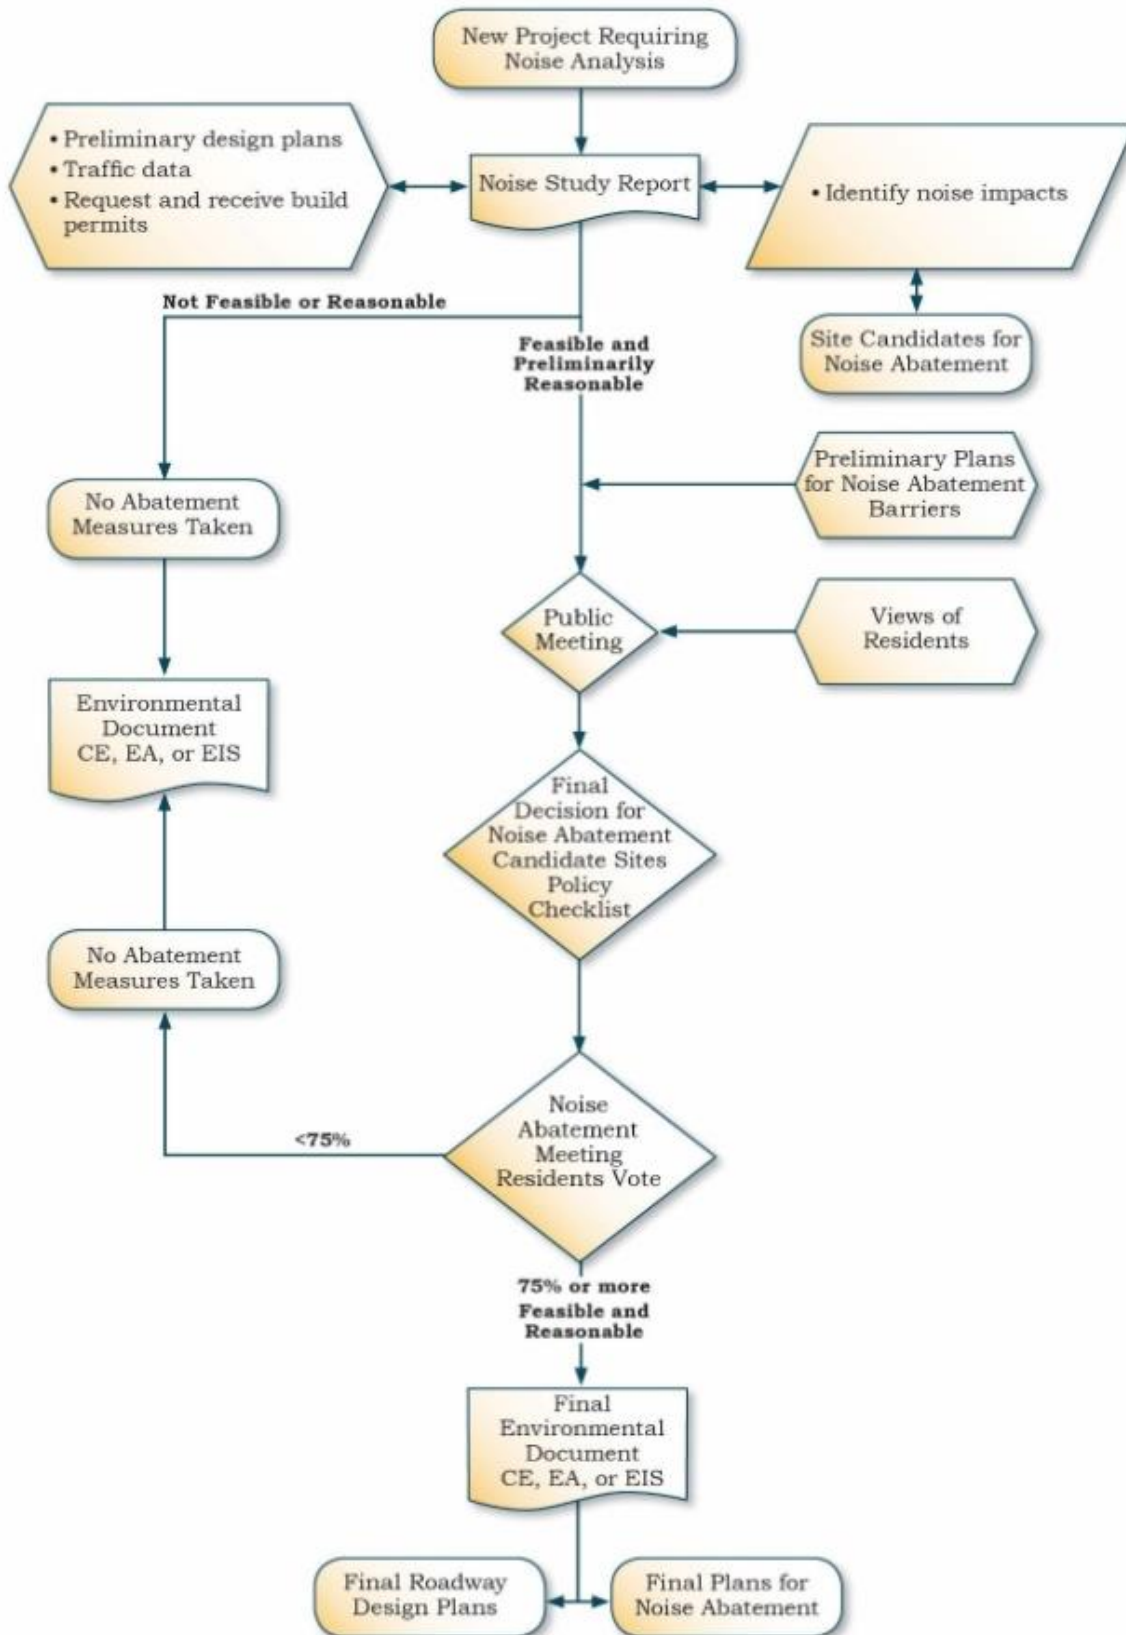 New Project Requiring
Noise Analysis
• Preliminary design plans
• Traffic data
• Request and receive build
permits
Noise Study Report
• Identify noise impacts
Not Feasible or Reasonable
Feasible and
Preliminarily
Reasonable
Site Candidates for
Noise Abatement
Preliminary Plans
for Noise Abatement
Barriers
No Abatement
Measures Taken
Public
Meeting
Views of
Residents
Environmental
Document
CE, EA, or EIS
Final
Decision for
Noise Abatement
Candidate Sites
Policy
Checklist
No Abatement
Measures Taken
Noise
Abatement
Meeting
Residents Vote
<75%
75% or more
Feasible and
Reasonable
Final
Environmental
Document
CE, EA, or EIS
Final Roadway
Design Plans
Final Plans for
Noise Abatement